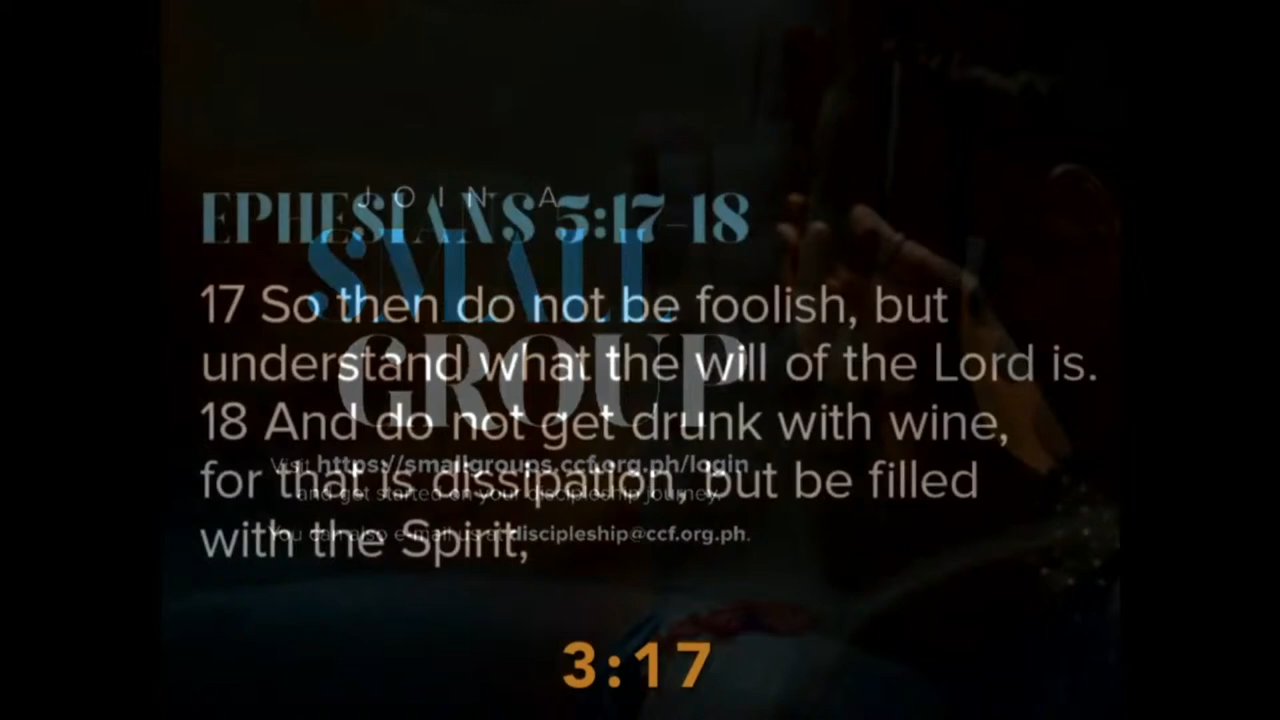 JOIN A
EPHESIANS 5:17-18
SMALL
17 So then do not be foolish, but
understand what the will of the Lord is.
GROUP
18 And do not get drunk with wine,
Visit https://smallgroups.ccf.org.ph/login
for that is dissipation, but be filled
and get started on your discipleship journey.
You can also e-mail us at discipleship@ccf.org.ph.
with the Spirit,
3:17